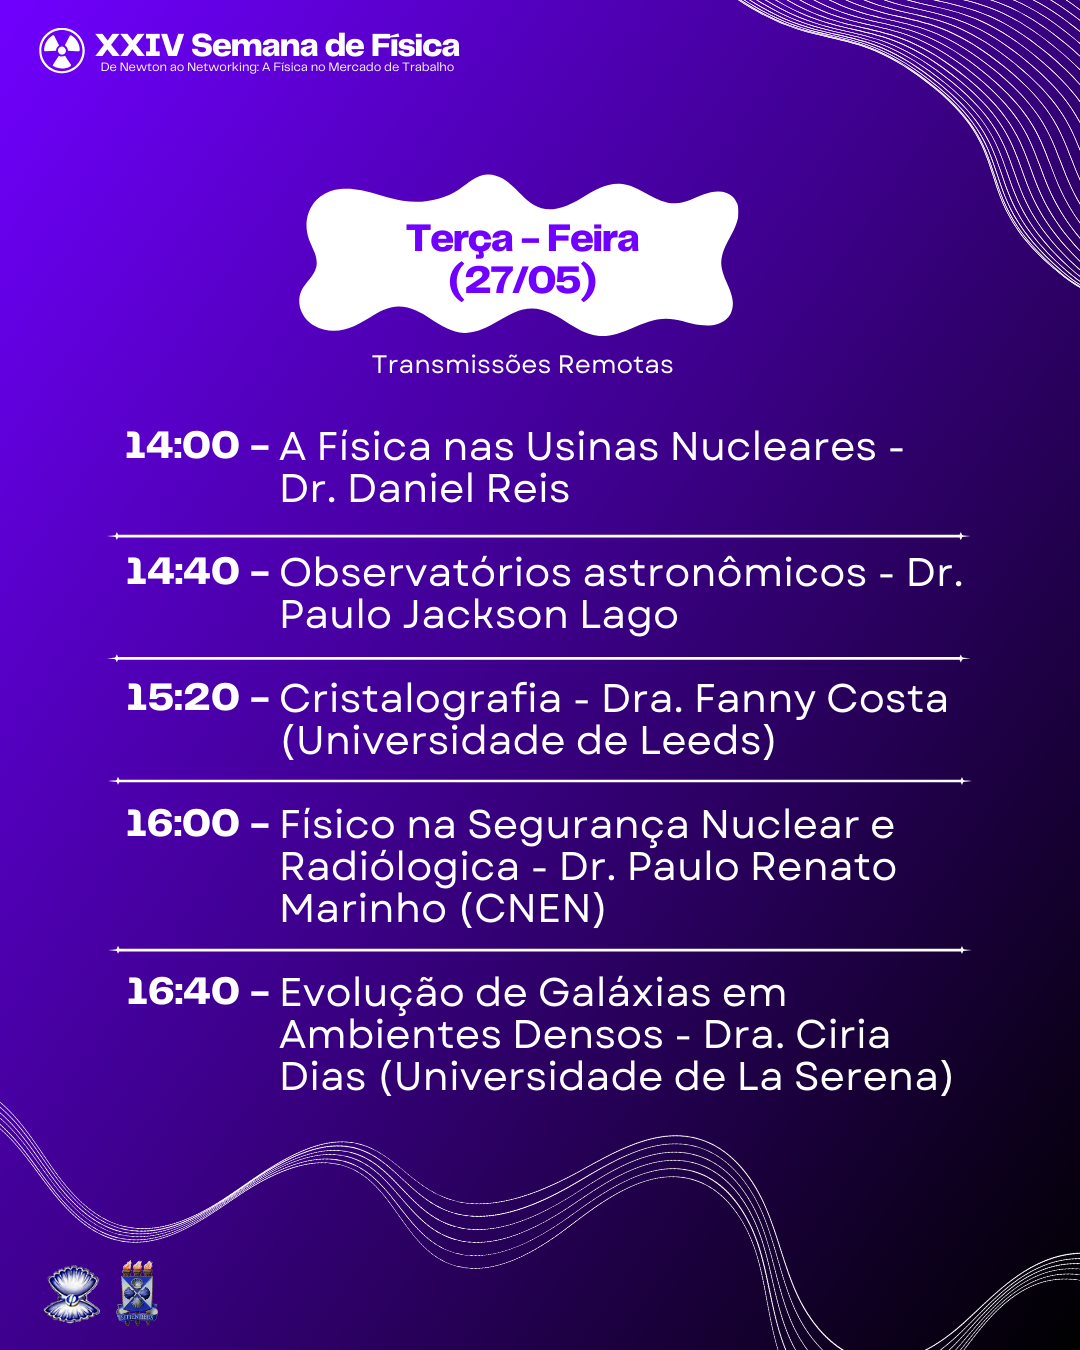 XXIV Semana de Física
De Newton ao Networking: A Física no Mercado de Trabalho
Terça - Feira
(27/05)
Transmissões Remotas
14:00 - A Física nas Usinas Nucleares -
Dr. Daniel Reis
14:40 - Observatórios astronômicos - Dr.
Paulo Jackson Lago
15:20 - Cristalografia - Dra. Fanny Costa
(Universidade de Leeds)
16:00 - Físico na Segurança Nuclear e
Radiólogica - Dr. Paulo Renato
Marinho (CNEN)
16:40 - Evolução de Galáxias em
Ambientes Densos - Dra. Ciria
Dias (Universidade de La Serena)